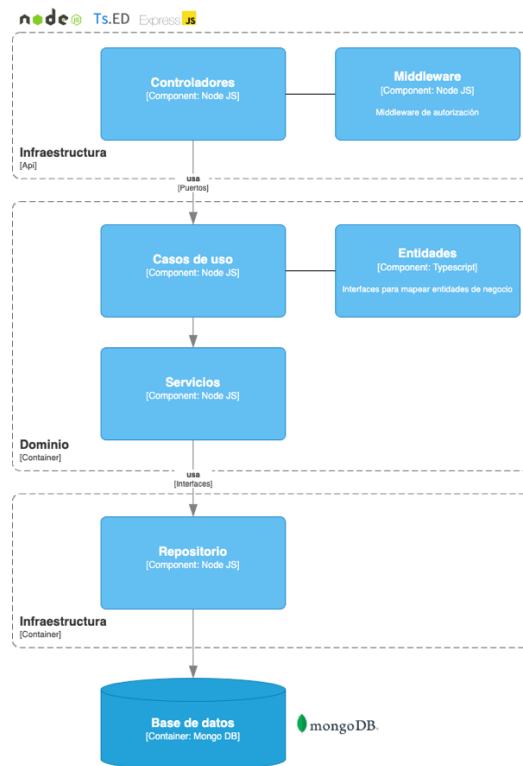 node JS Ts.ED Express JS
Controladores
[Component: Node JS]
Middleware
[Component: Node JS]
Middleware de autorización
Infraestructura
[Api]
usa
[Puertos]
Casos de uso
[Component: Node JS]
Entidades
[Component: Typescript]
Interfaces para mapear entidades de negocio
Servicios
[Component: Node JS]
Dominio
[Container]
usa
[Interfaces]
Repositorio
[Component: Node JS]
Infraestructura
[Container]
Base de datos
[Container: Mongo DB]
mongoDB.